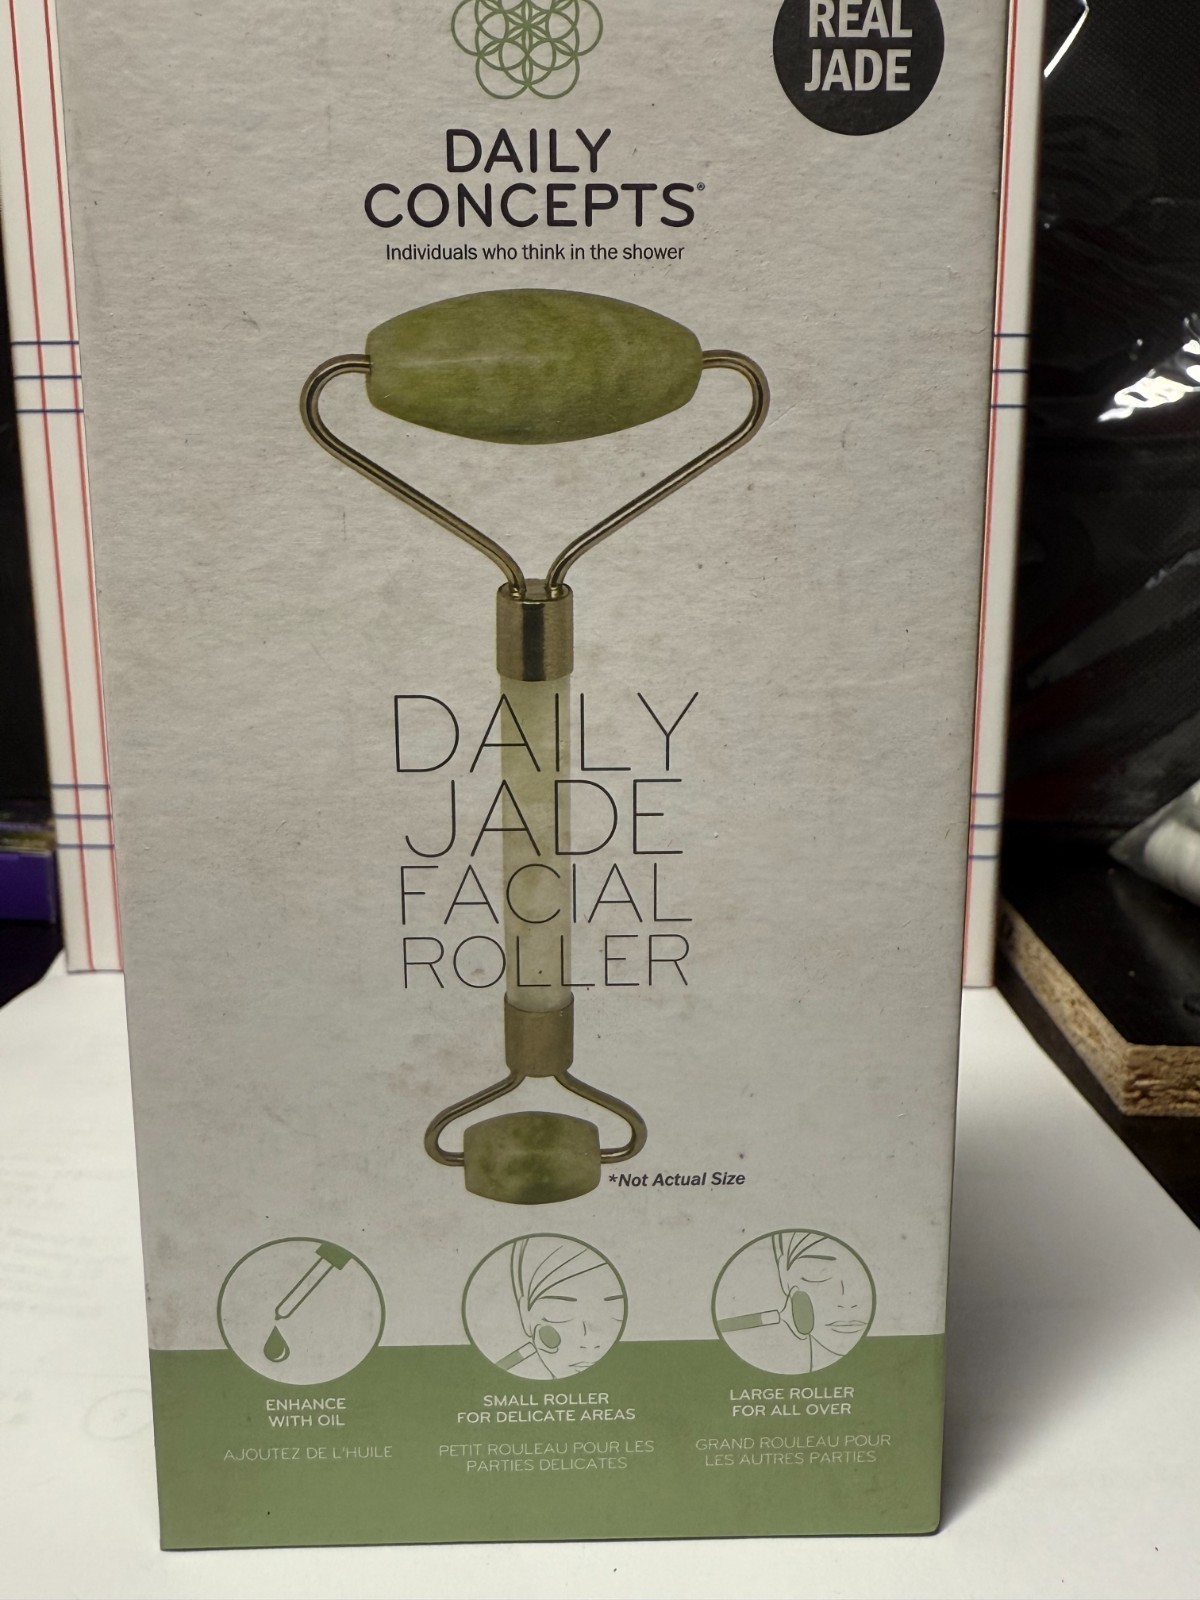 REAL
JADE
DAILY
CONCEPTS®
Individuals who think in the shower
DAILY
JADE
FACIAL
ROLLER
*Not Actual Size
ENHANCE
WITH OIL
AJOUTEZ DE L'HUILE
SMALL ROLLER
FOR DELICATE AREAS
PETIT ROULEAU POUR LES
PARTIES DELICATES
LARGE ROLLER
FOR ALL OVER
GRAND ROULEAU POUR
LES AUTRES PARTIES